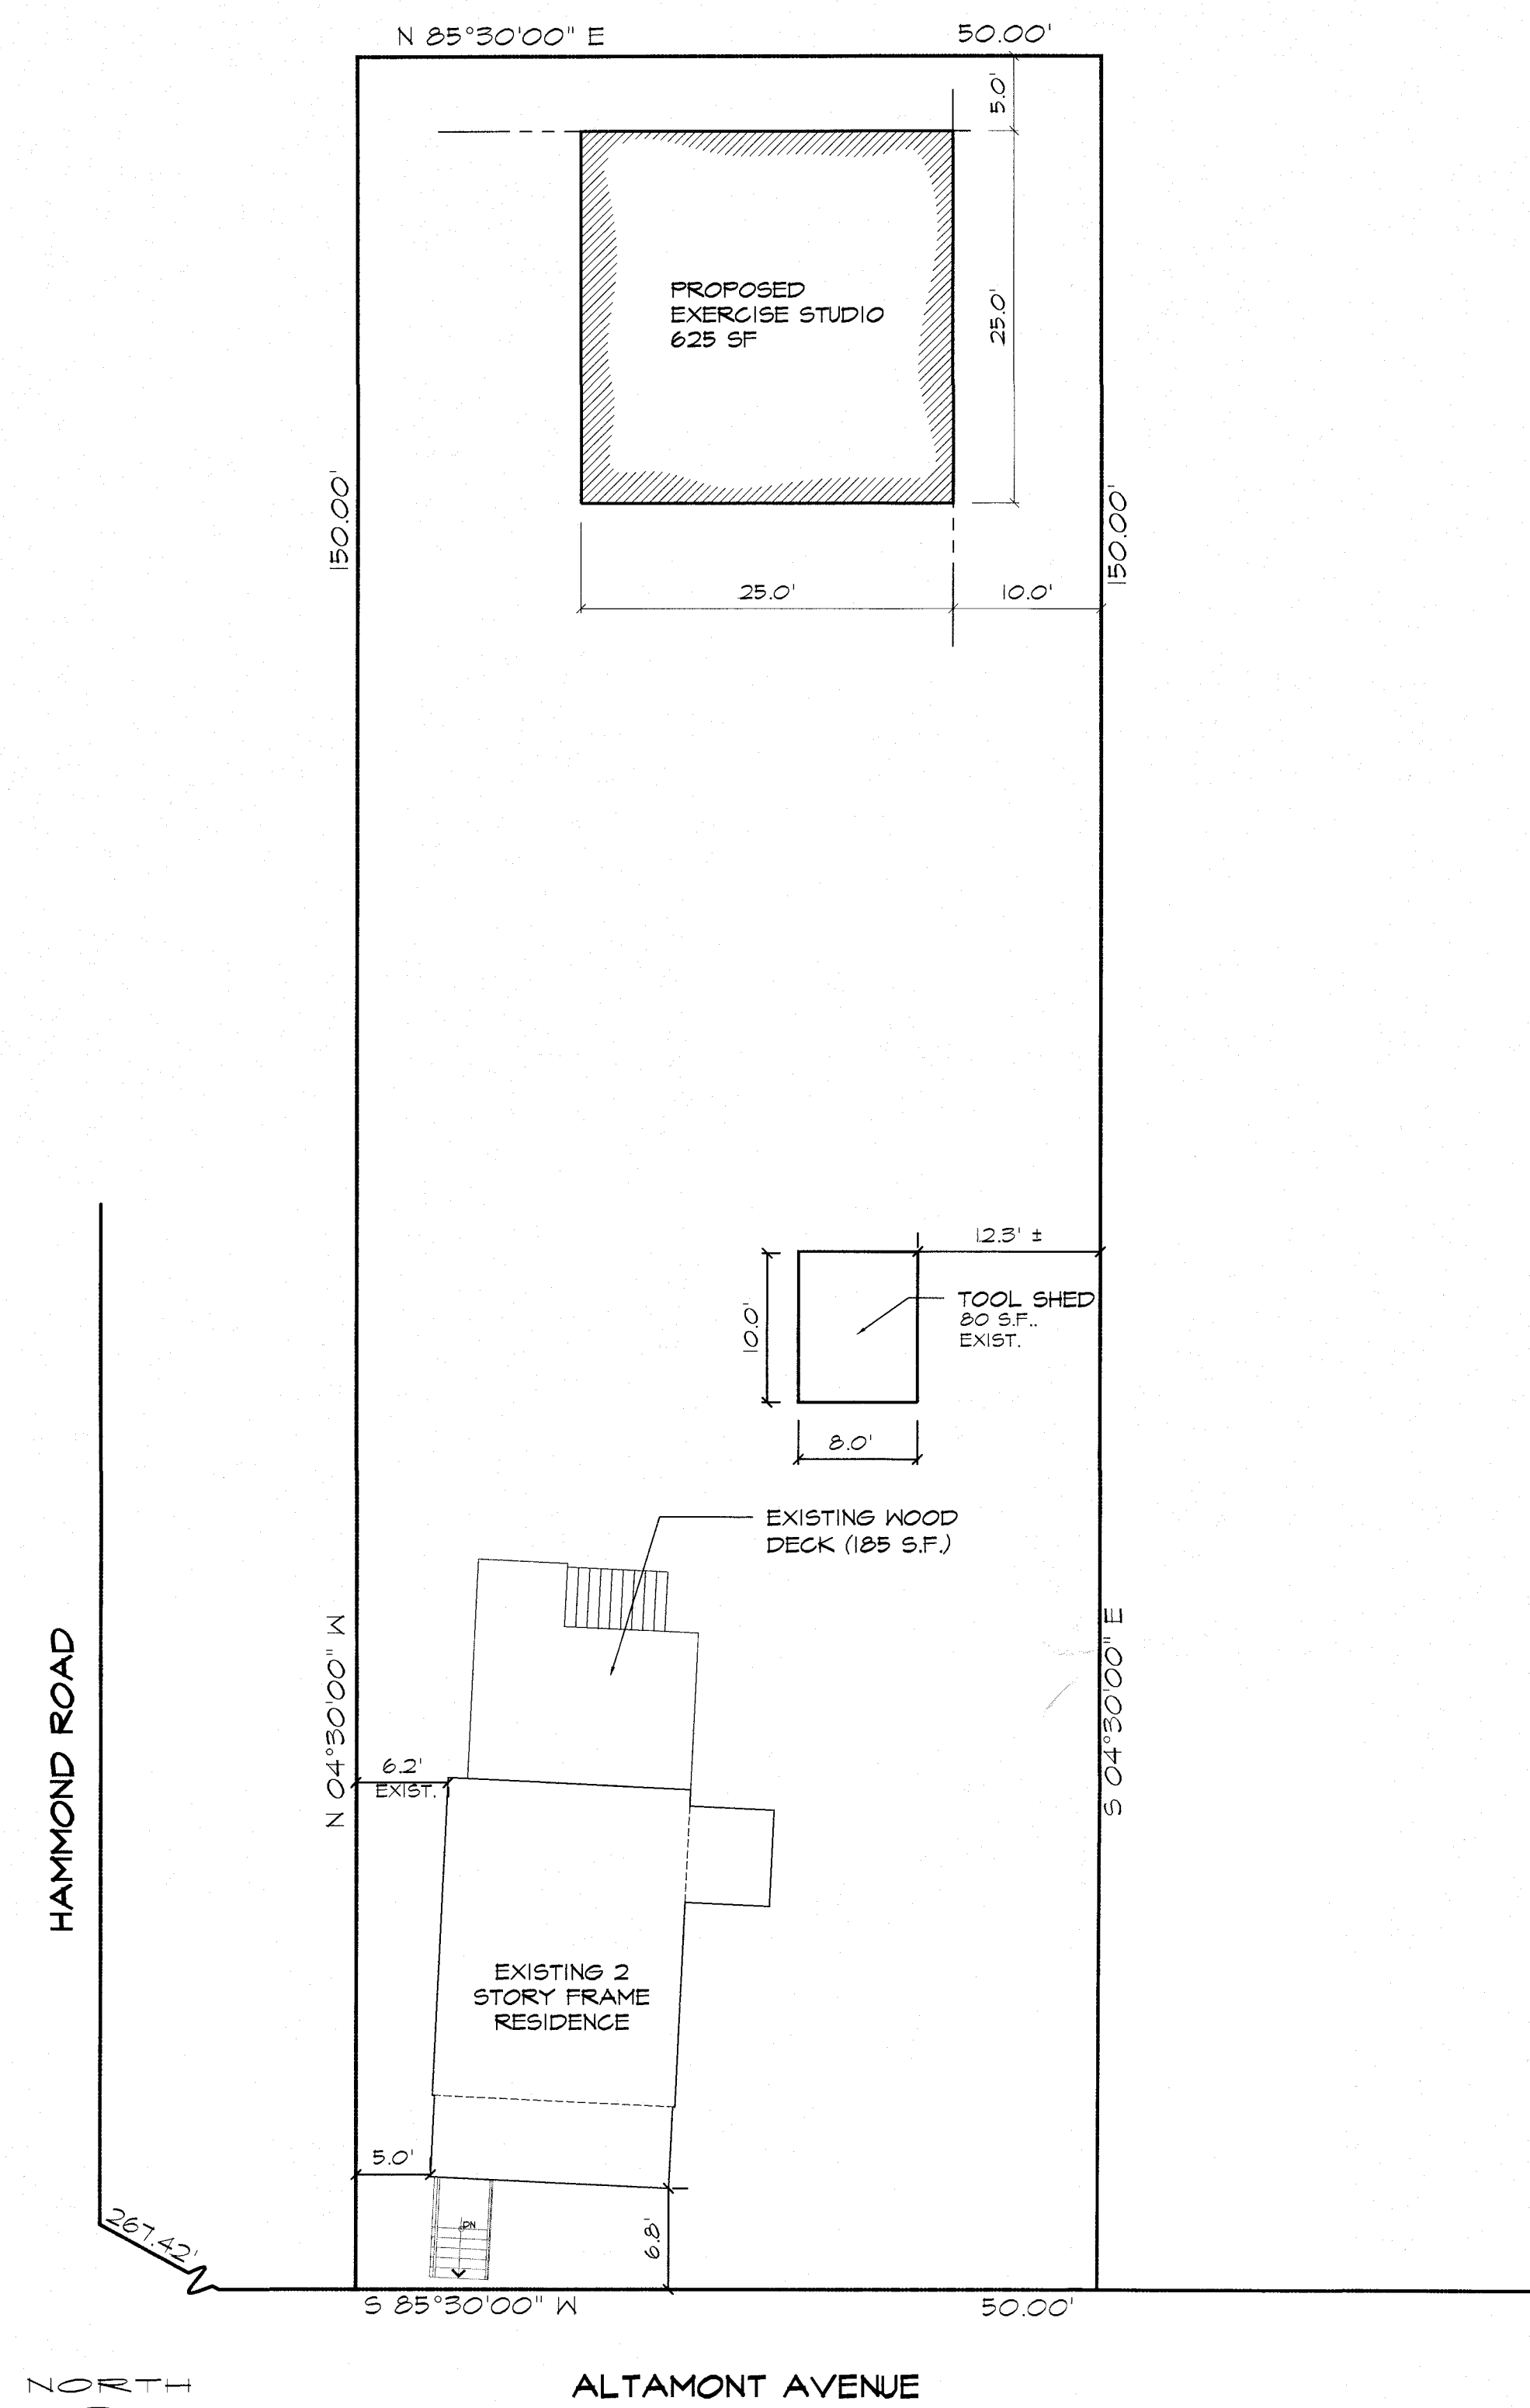 N 85°30'00" E
50.00'
5.0'
PROPOSED
EXERCISE STUDIO
625 SF
25.0'
150.00'
150.00'
25.0'
10.0'
12.3' ±
TOOL SHED
80 S.F..
EXIST.
10.0'
8.0'
EXISTING WOOD
DECK (185 S.F.)
HAMMOND ROAD
N 04°30'00" W
S 04°30'00" E
6.2'
EXIST.
EXISTING 2
STORY FRAME
RESIDENCE
5.0'
DN
6.8'
267.42'
S 85°30'00" W
50.00'
NORTH
ALTAMONT AVENUE